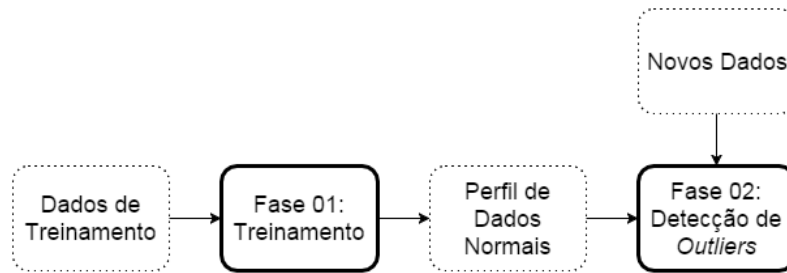 Novos Dados
Dados de
Treinamento
Fase 01:
Treinamento
Perfil de
Dados
Normais
Fase 02:
Detecção de
Outliers